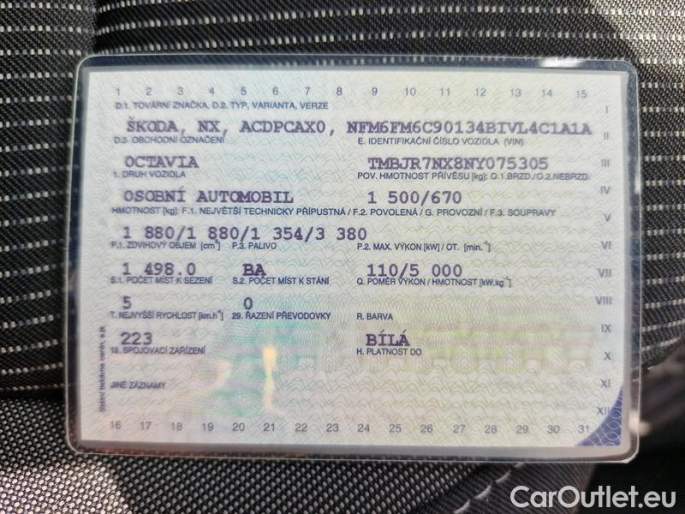 1 2 3 4 5 6 7 8 9 10 11 12 13 14 15
D.1. TOVÁRNÍ ZNAČKA, D.2. TYP, VARIANTA, VERZE
I
ŠKODA, NX, ACDPCAX0, NFM6FM6C90134BIVL4C1A1A
II
D.3. OBCHODNÍ OZNAČENÍ E. IDENTIFIKAČNÍ ČÍSLO VOZIDLA (VIN)
OCTAVIA TMBJR7NX8NY075305
III
1. DRUH VOZIDLA POV. HMOTNOST PŘÍVĚSU [kg]: O.1.BRZD./O.2.NEBRZD.
OSOBNÍ AUTOMOBIL 1 500/670
IV
HMOTNOST [kg]: F.1. NEJVĚTŠÍ TECHNICKY PŘÍPUSTNÁ / F.2. POVOLENÁ / G. PROVOZNÍ / F.3. SOUPRAVY
V
1 880/1 880/1 354/3 380
P.1. ZDVIHOVÝ OBJEM [cm³] P.3. PALIVO P.2. MAX. VÝKON [kW] / OT. [min.⁻¹]
VI
1 498.0 BA 110/5 000
VII
S.1. POČET MÍST K SEZENÍ S.2. POČET MÍST K STÁNÍ Q. POMĚR VÝKON / HMOTNOST [kW.kg⁻¹]
5 0
VIII
T. NEJVYŠŠÍ RYCHLOST [km.h⁻¹] 29. ŘAZENÍ PŘEVODOVKY R. BARVA
223 BÍLÁ
IX
18. SPOJOVACÍ ZAŘÍZENÍ H. PLATNOST DO
X
JINÉ ZÁZNAMY
XI
XII
16 17 18 19 20 21 22 23 24 25 26 27 28 29 30 31
Státní tiskárna cenin, s.p.
CarOutlet.eu